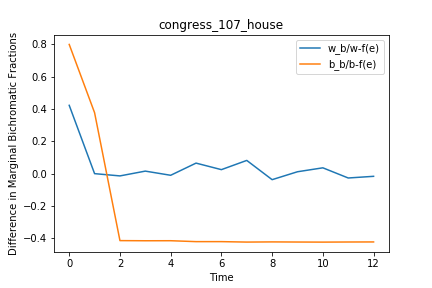 congress_107_house
w_b/w-f(e)
b_b/b-f(e)
Difference in Marginal Bichromatic Fractions
0.8
0.6
0.4
0.2
0.0
−0.2
−0.4
0 2 4 6 8 10 12
Time